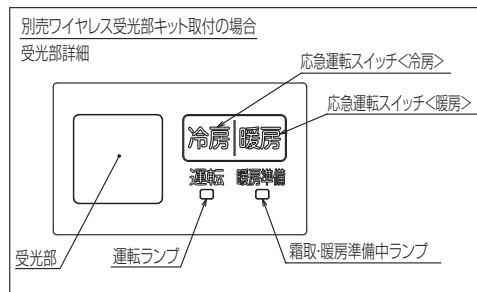 別売ワイヤレス受光部キット取付の場合
受光部詳細
応急運転スイッチ<冷房>
応急運転スイッチ<暖房>
冷房 暖房
運転 暖房準備
受光部
運転ランプ
霜取・暖房準備中ランプ